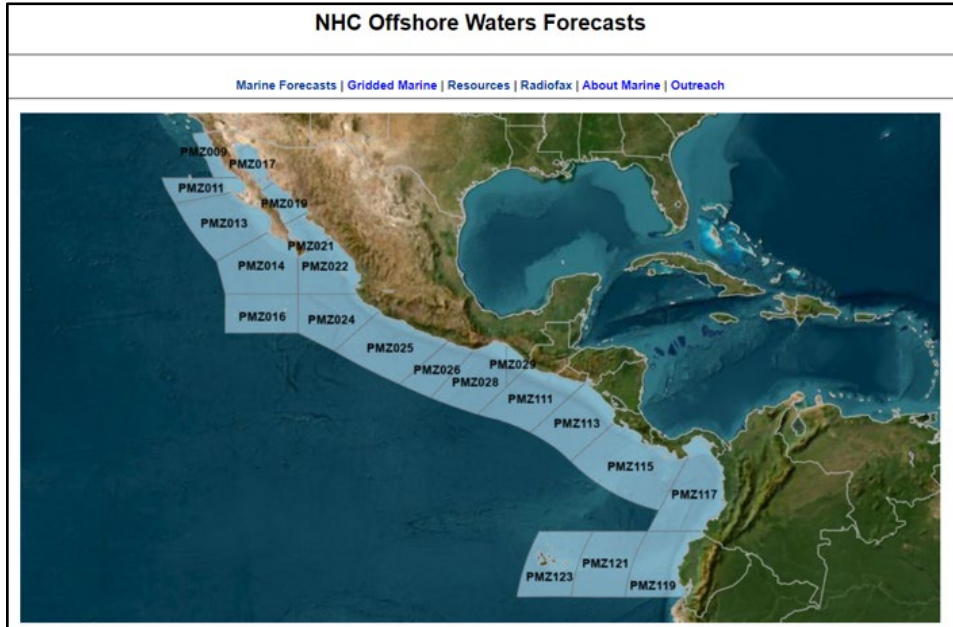 NHC Offshore Waters Forecasts
Marine Forecasts | Gridded Marine | Resources | Radiofax | About Marine | Outreach
PMZ009
PMZ017
PMZ011
PMZ019
PMZ013
PMZ021
PMZ014
PMZ022
PMZ016
PMZ024
PMZ025
PMZ029
PMZ026
PMZ028
PMZ111
PMZ113
PMZ115
PMZ117
PMZ121
PMZ123
PMZ119